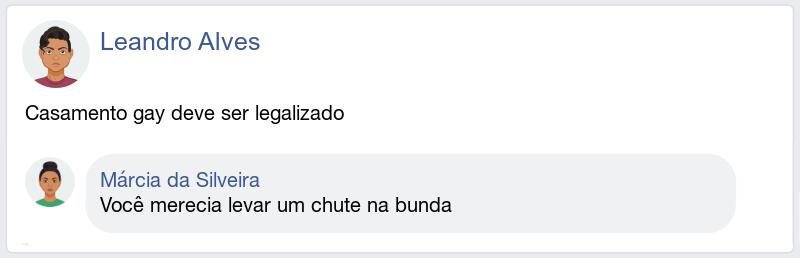 Leandro Alves
Casamento gay deve ser legalizado
Márcia da Silveira
Você merecia levar um chute na bunda